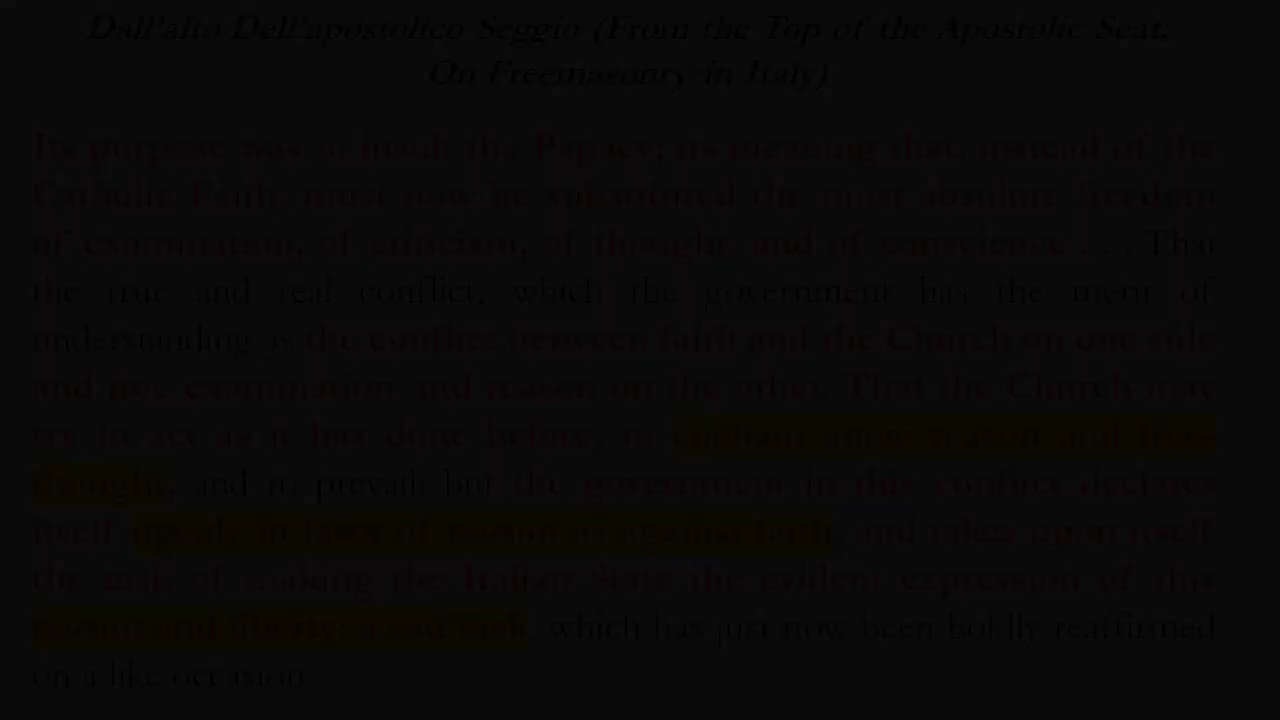 Dall'alto Dell'apostolico Seggio (From the Top of the Apostolic Seat:
On Freemasonry in Italy)
Its purpose was to finish the Papacy; its meaning that, instead of the
Catholic Faith, must now be substituted the most absolute freedom
of examination, of criticism, of thought, and of conscience . . . That
the true and real conflict, which the government has the merit of
understanding, is the conflict between faith and the Church on one side
and free examination and reason on the other. That the Church may
try to act as it has done before, to enchain anew reason and free-
thought, and to prevail; but the government in this conflict declares
itself openly in favor of reason as against faith, and takes upon itself
the task of making the Italian State the evident expression of this
reason and liberty; a sad task, which has just now been boldly reaffirmed
on a like occasion.